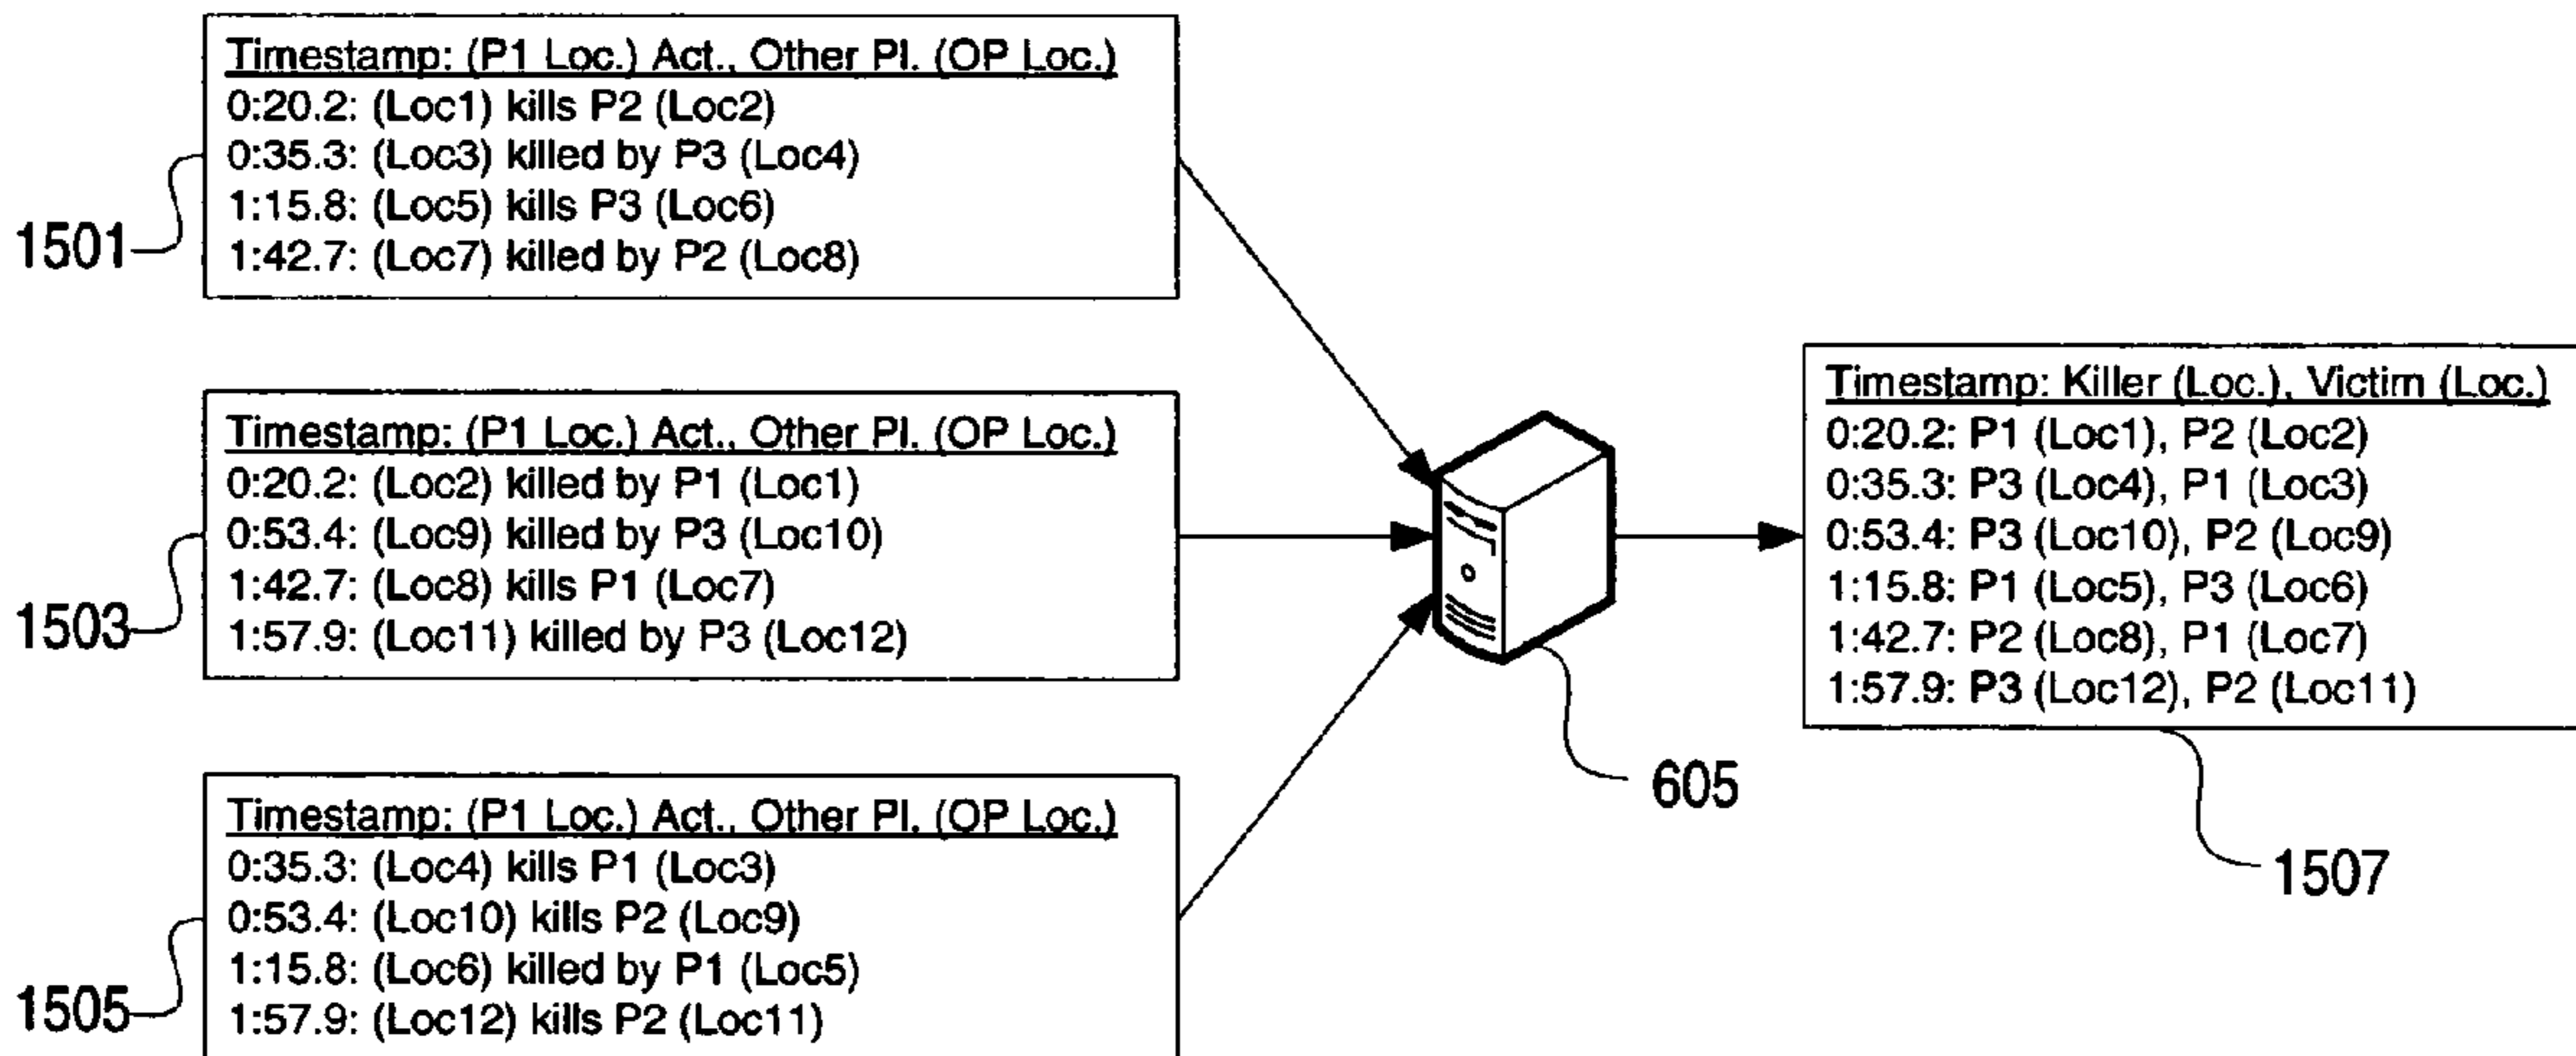 Timestamp: (P1 Loc.) Act., Other Pl. (OP Loc.)
0:20.2: (Loc1) kills P2 (Loc2)
0:35.3: (Loc3) killed by P3 (Loc4)
1:15.8: (Loc5) kills P3 (Loc6)
1:42.7: (Loc7) killed by P2 (Loc8)
1501
Timestamp: (P1 Loc.) Act., Other Pl. (OP Loc.)
0:20.2: (Loc2) killed by P1 (Loc1)
0:53.4: (Loc9) killed by P3 (Loc10)
1:42.7: (Loc8) kills P1 (Loc7)
1:57.9: (Loc11) killed by P3 (Loc12)
1503
Timestamp: (P1 Loc.) Act., Other Pl. (OP Loc.)
0:35.3: (Loc4) kills P1 (Loc3)
0:53.4: (Loc10) kills P2 (Loc9)
1:15.8: (Loc6) killed by P1 (Loc5)
1:57.9: (Loc12) kills P2 (Loc11)
1505
605
Timestamp: Killer (Loc.), Victim (Loc.)
0:20.2: P1 (Loc1), P2 (Loc2)
0:35.3: P3 (Loc4), P1 (Loc3)
0:53.4: P3 (Loc10), P2 (Loc9)
1:15.8: P1 (Loc5), P3 (Loc6)
1:42.7: P2 (Loc8), P1 (Loc7)
1:57.9: P3 (Loc12), P2 (Loc11)
1507